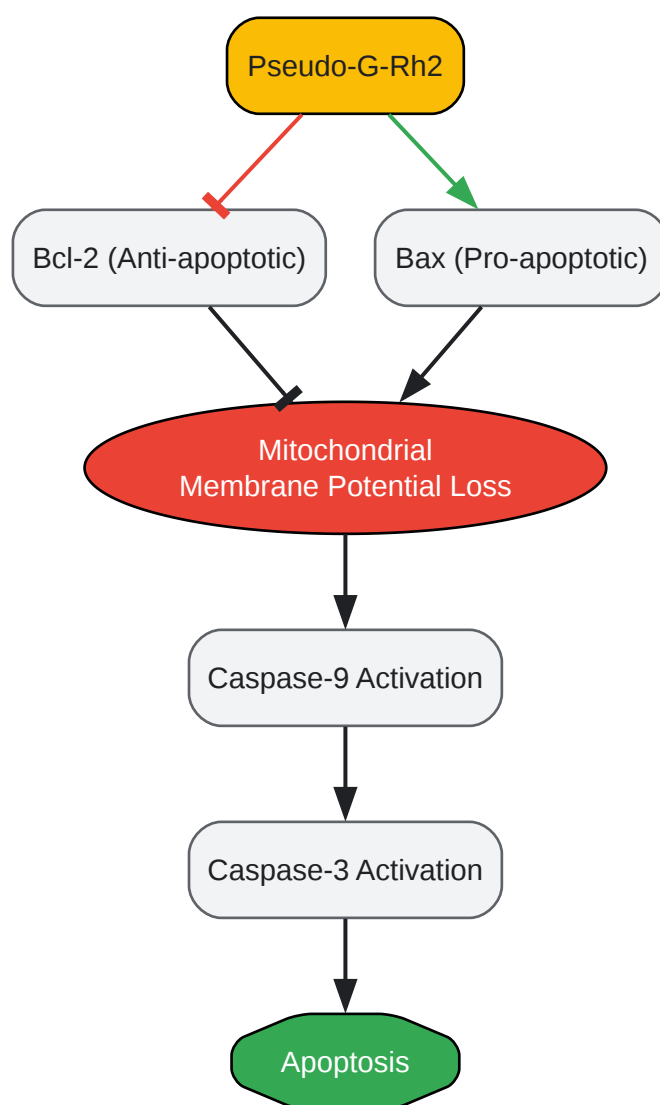 Pseudo-G-Rh2
Bcl-2 (Anti-apoptotic)
Bax (Pro-apoptotic)
Mitochondrial
Membrane Potential Loss
Caspase-9 Activation
Caspase-3 Activation
Apoptosis